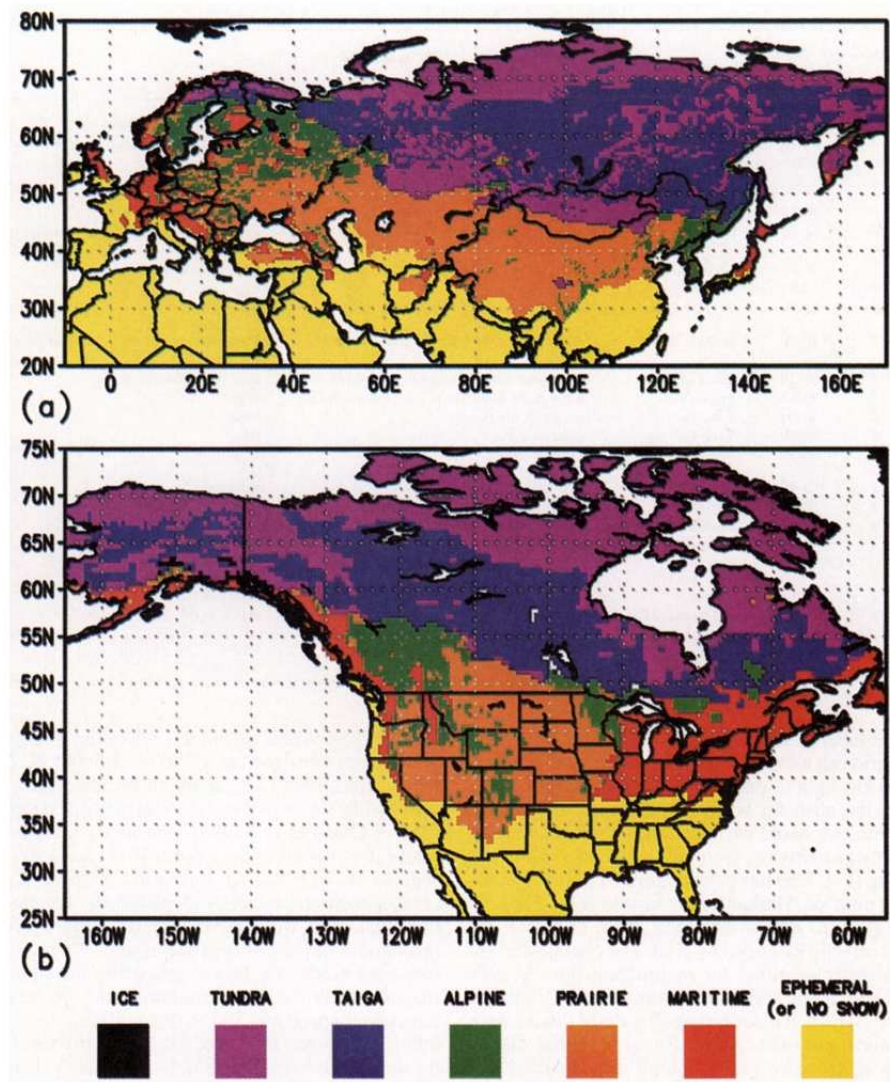 80N
70N
60N
50N
40N
30N
20N
0 20E 40E 60E 80E 100E 120E 140E 160E
(a)
75N
70N
65N
60N
55N
50N
45N
40N
35N
30N
25N
160W 150W 140W 130W 120W 110W 100W 90W 80W 70W 60W
(b)
ICE TUNDRA TAIGA ALPINE PRAIRIE MARITIME EPHEMERAL
(or NO SNOW)